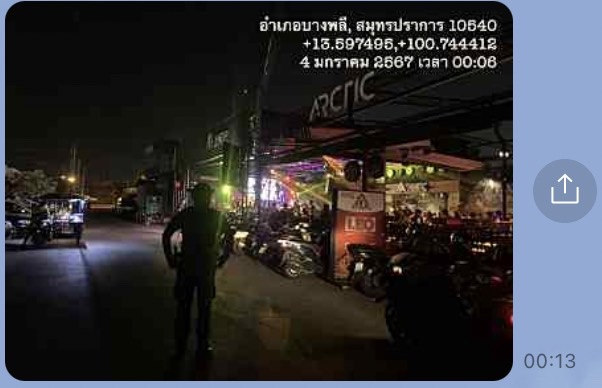 อำเภอบางพลี, สมุทรปราการ 10540
+13.597495,+100.744412
4 มกราคม 2567 เวลา 00:06
ARCTIC
LEO
00:13